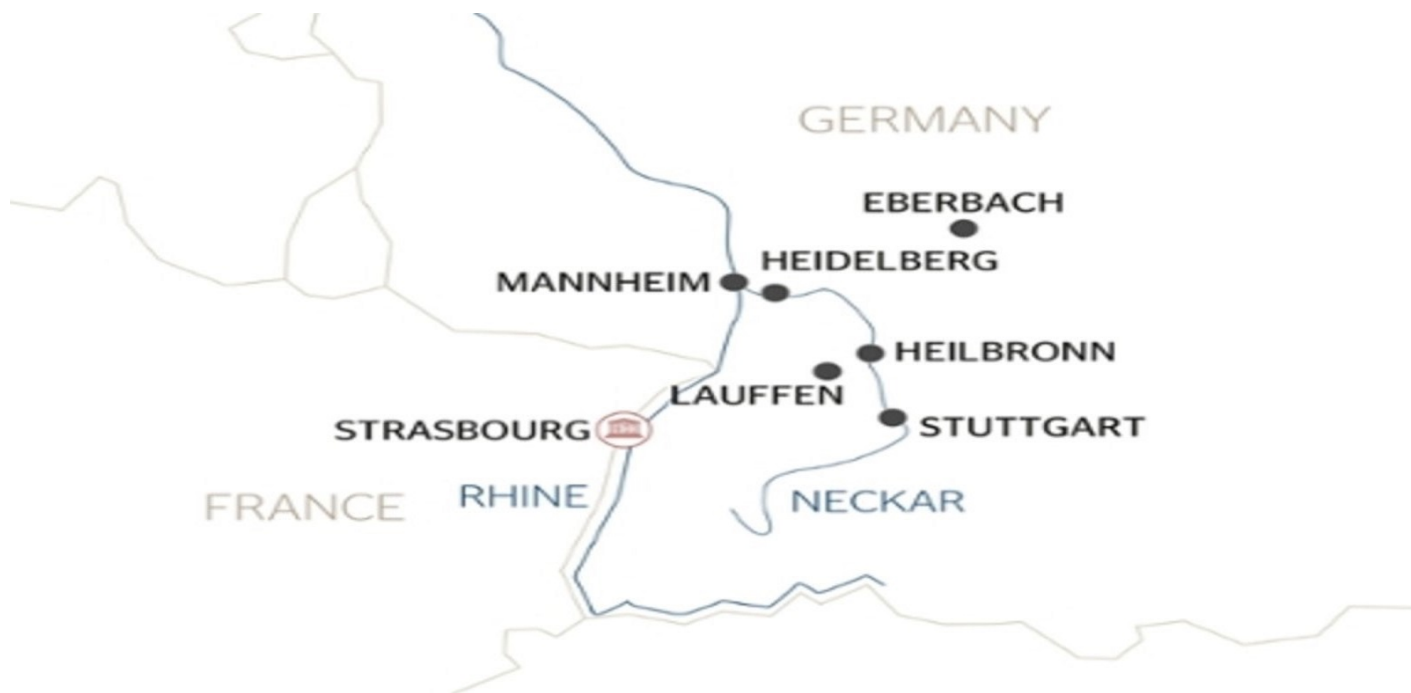 GERMANY
EBERBACH
HEIDELBERG
MANNHEIM
HEILBRONN
LAUFFEN
STRASBOURG
STUTTGART
FRANCE
RHINE
NECKAR